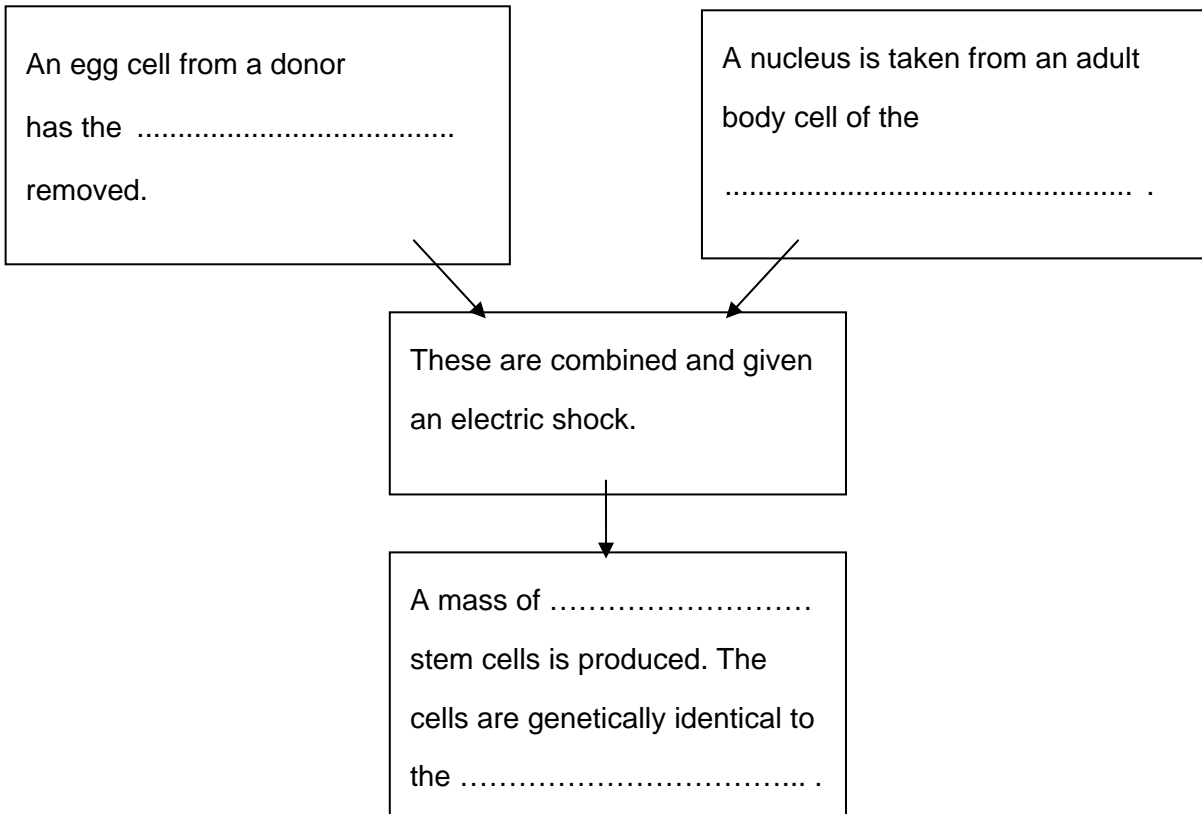 An egg cell from a donor
has the .......................................
removed.
A nucleus is taken from an adult
body cell of the
.................................................. .
These are combined and given
an electric shock.
A mass of ………………………
stem cells is produced. The
cells are genetically identical to
the ………………………………... .